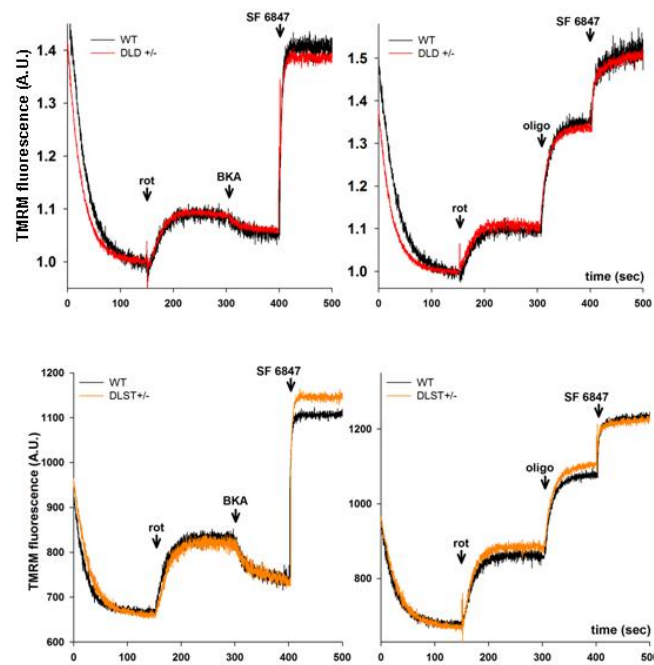 SF 6847
WT
DLD +/-
rot
BKA
TMRM fluorescence (A.U.)
1.4
1.3
1.2
1.1
1.0
0
100
200
300
400
500
SF 6847
WT
DLD +/-
oligo
rot
1.5
1.4
1.3
1.2
1.1
1.0
time (sec)
0
100
200
300
400
500
SF 6847
WT
DLST+/-
BKA
rot
TMRM fluorescence (A.U.)
1200
1100
1000
900
800
700
600
0
100
200
300
400
500
WT
DLST+/-
SF 6847
oligo
rot
1200
1000
800
time (sec)
0
100
200
300
400
500